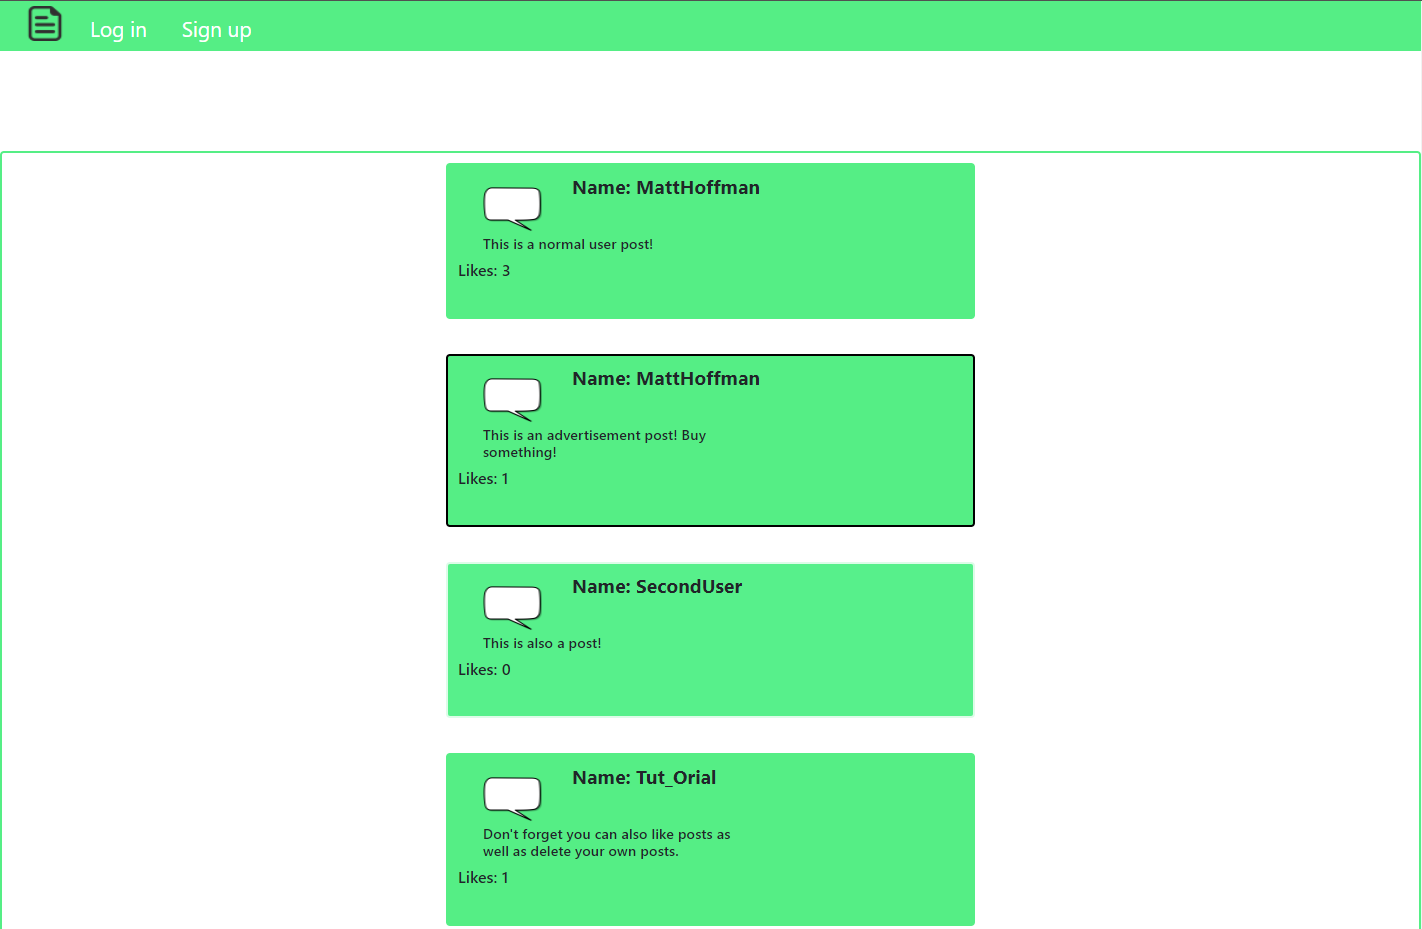 Log in
Sign up
Name: MattHoffman
This is a normal user post!
Likes: 3
Name: MattHoffman
This is an advertisement post! Buy
something!
Likes: 1
Name: SecondUser
This is also a post!
Likes: 0
Name: Tut_Orial
Don't forget you can also like posts as
well as delete your own posts.
Likes: 1